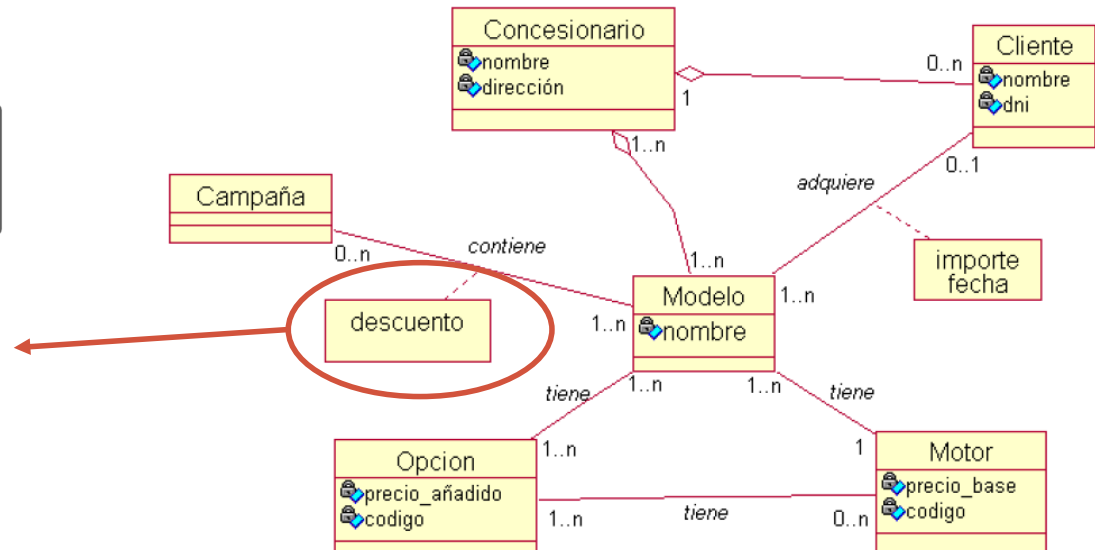 Concesionario
nombre
dirección
1
1..n
0..n
Cliente
nombre
dni
0..1
adquiere
importe
fecha
Campaña
0..n
contiene
descuento
1..n
1..n
Modelo
nombre
1..n
1..n
1..n
tiene
tiene
1..n
1
Opcion
precio_añadido
codigo
1..n
tiene
0..n
Motor
precio_base
codigo